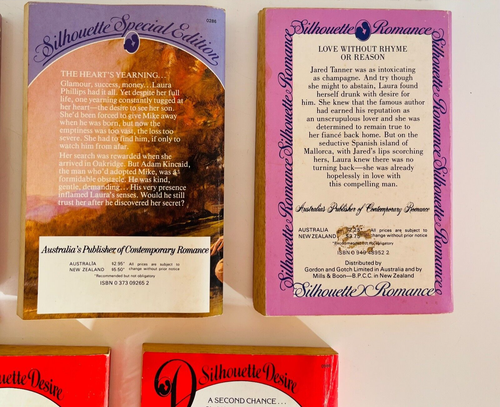 Silhouette Special Edition
THE HEART'S YEARNING...
Glamour, success, money...Laura
Phillips had it all. Yet despite her full
life, one yearning constantly tugged at
her heart—the desire to see her son.
She'd been forced to give Mike away
when he was born, but now the
emptiness was too vast, the loss too
severe. She had to find him, if only to
watch him from afar.
Her search was rewarded when she
arrived in Oakridge. But Adam Kincaid,
the man who'd adopted Mike, was a
formidable obstacle. He was kind,
gentle, demanding... His very presence
inflamed Laura's senses. Would he still
trust her after he discovered her secret?
Australia's Publisher of Contemporary Romance
AUSTRALIA $2.95* All prices are subject to
NEW ZEALAND $5.50* change without prior notice
*Recommended but not obligatory
ISBN 0 373 09265 2
Silhouette Romance
Silhouette Romance
Silhouette Romance
LOVE WITHOUT RHYME
OR REASON
Jared Tanner was as intoxicating
as champagne. And try though
she might to abstain, Laura found
herself drunk with desire for
him. She knew that the famous author
had earned his reputation as
an unscrupulous lover and she was
determined to remain true to
her fiancé back home. But on the
seductive Spanish island of
Mallorca, with Jared's lips scorching
hers, Laura knew there was no
turning back—she was already
hopelessly in love with
this compelling man.
Australia's Publisher of Contemporary Romance
AUSTRALIA All prices are subject to
NEW ZEALAND change without prior notice
Distributed by
Gordon and Gotch Limited in Australia and by
Mills & Boon—B.P.C.C. in New Zealand
Silhouette Romance
Silhouette Desire
Silhouette Desire
A SECOND CHANCE...